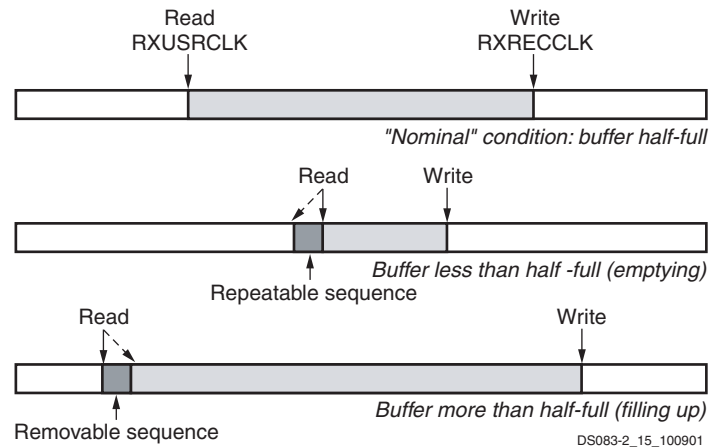 Read Write
RXUSRCLK RXRECCLK
"Nominal" condition: buffer half-full
Read Write
Buffer less than half -full (emptying)
Repeatable sequence
Read Write
Buffer more than half-full (filling up)
Removable sequence
DS083-2_15_100901